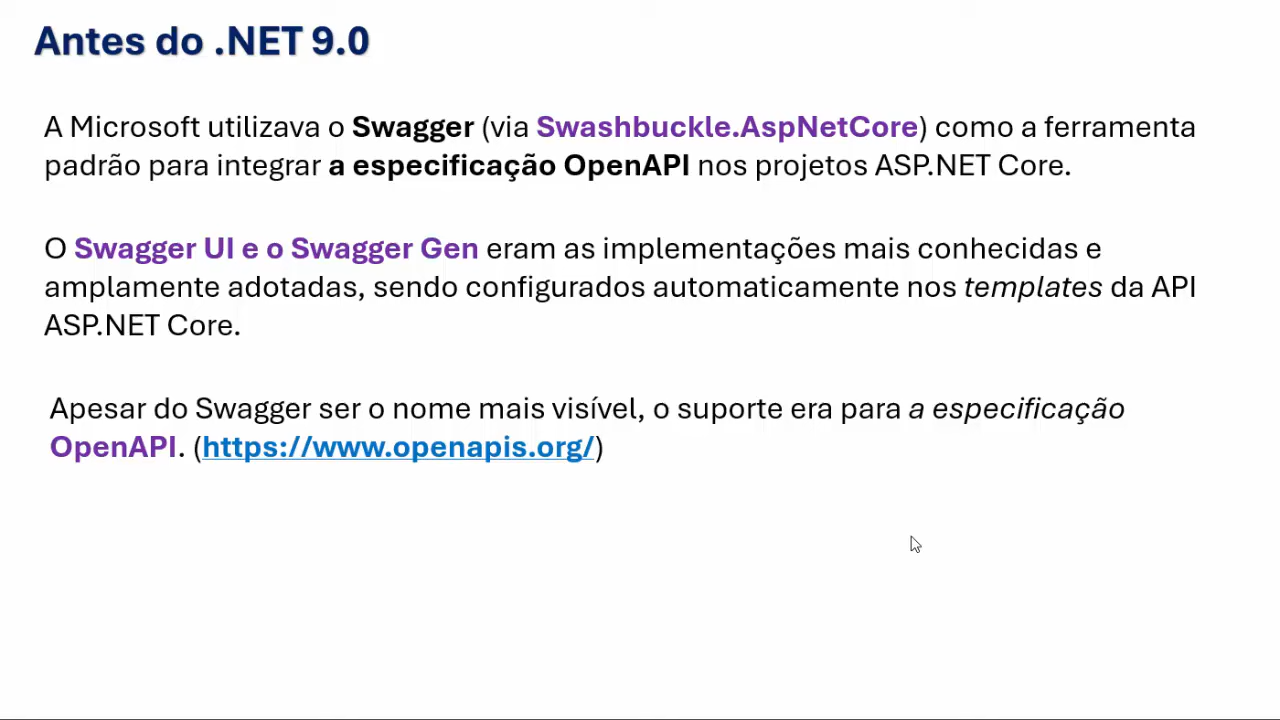 Antes do .NET 9.0
A Microsoft utilizava o Swagger (via Swashbuckle.AspNetCore) como a ferramenta
padrão para integrar a especificação OpenAPI nos projetos ASP.NET Core.
O Swagger UI e o Swagger Gen eram as implementações mais conhecidas e
amplamente adotadas, sendo configurados automaticamente nos templates da API
ASP.NET Core.
Apesar do Swagger ser o nome mais visível, o suporte era para a especificação
OpenAPI. (https://www.openapis.org/)